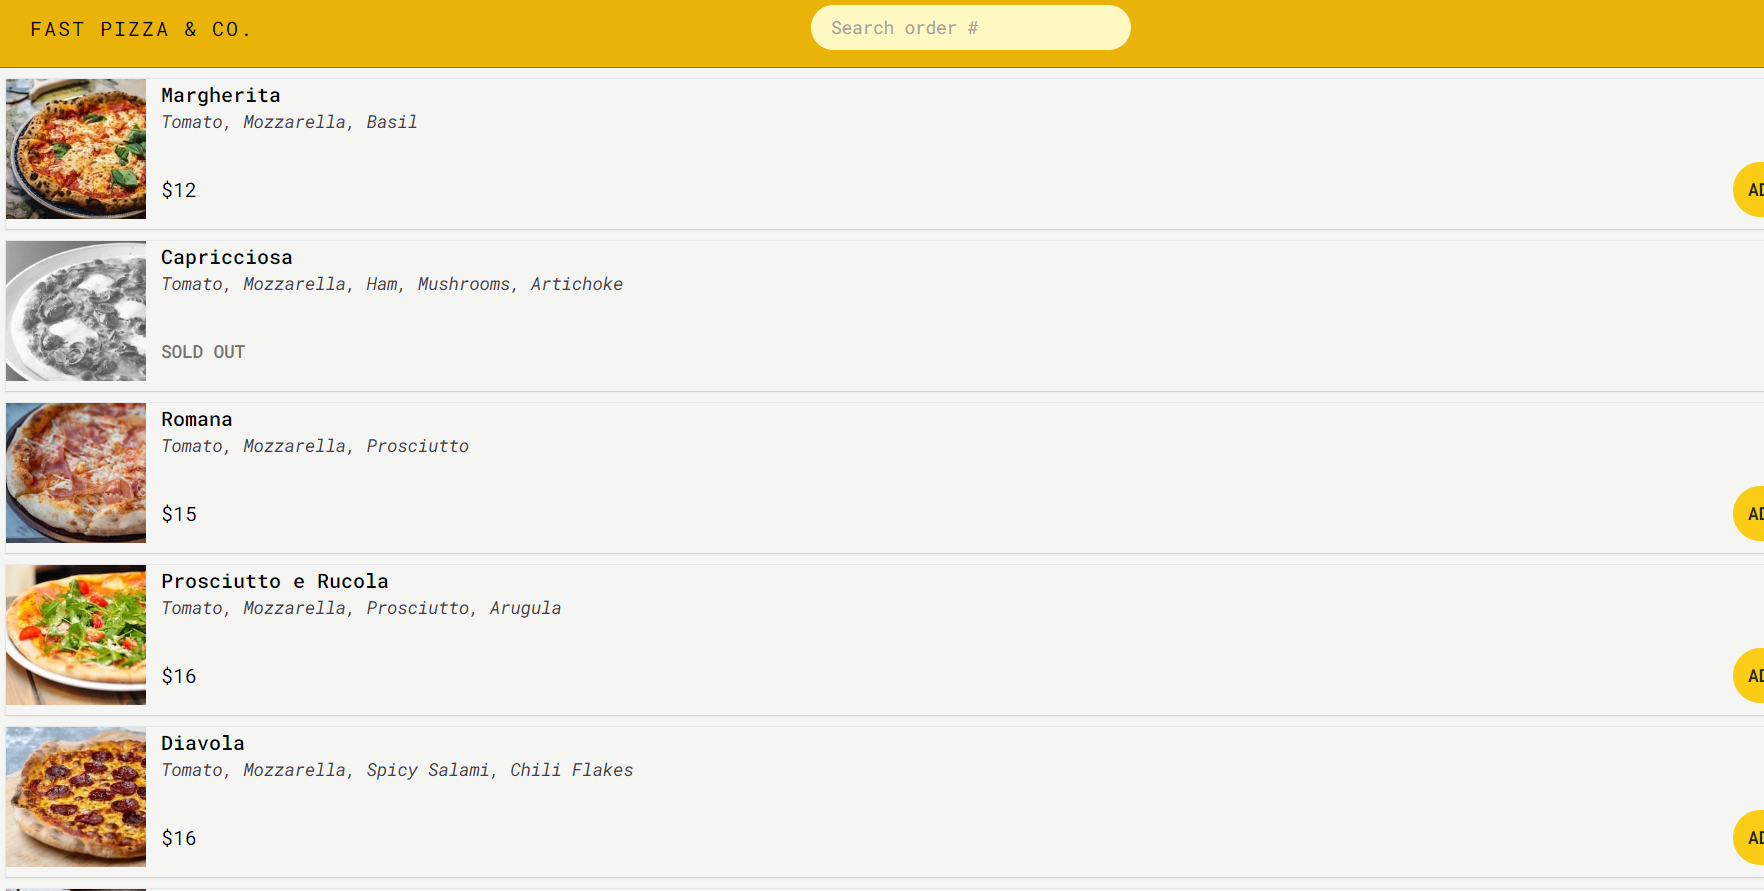 FAST PIZZA & CO.
Search order #
Margherita
Tomato, Mozzarella, Basil
$12
AD
Capricciosa
Tomato, Mozzarella, Ham, Mushrooms, Artichoke
SOLD OUT
Romana
Tomato, Mozzarella, Prosciutto
$15
AD
Prosciutto e Rucola
Tomato, Mozzarella, Prosciutto, Arugula
$16
AD
Diavola
Tomato, Mozzarella, Spicy Salami, Chili Flakes
$16
AD